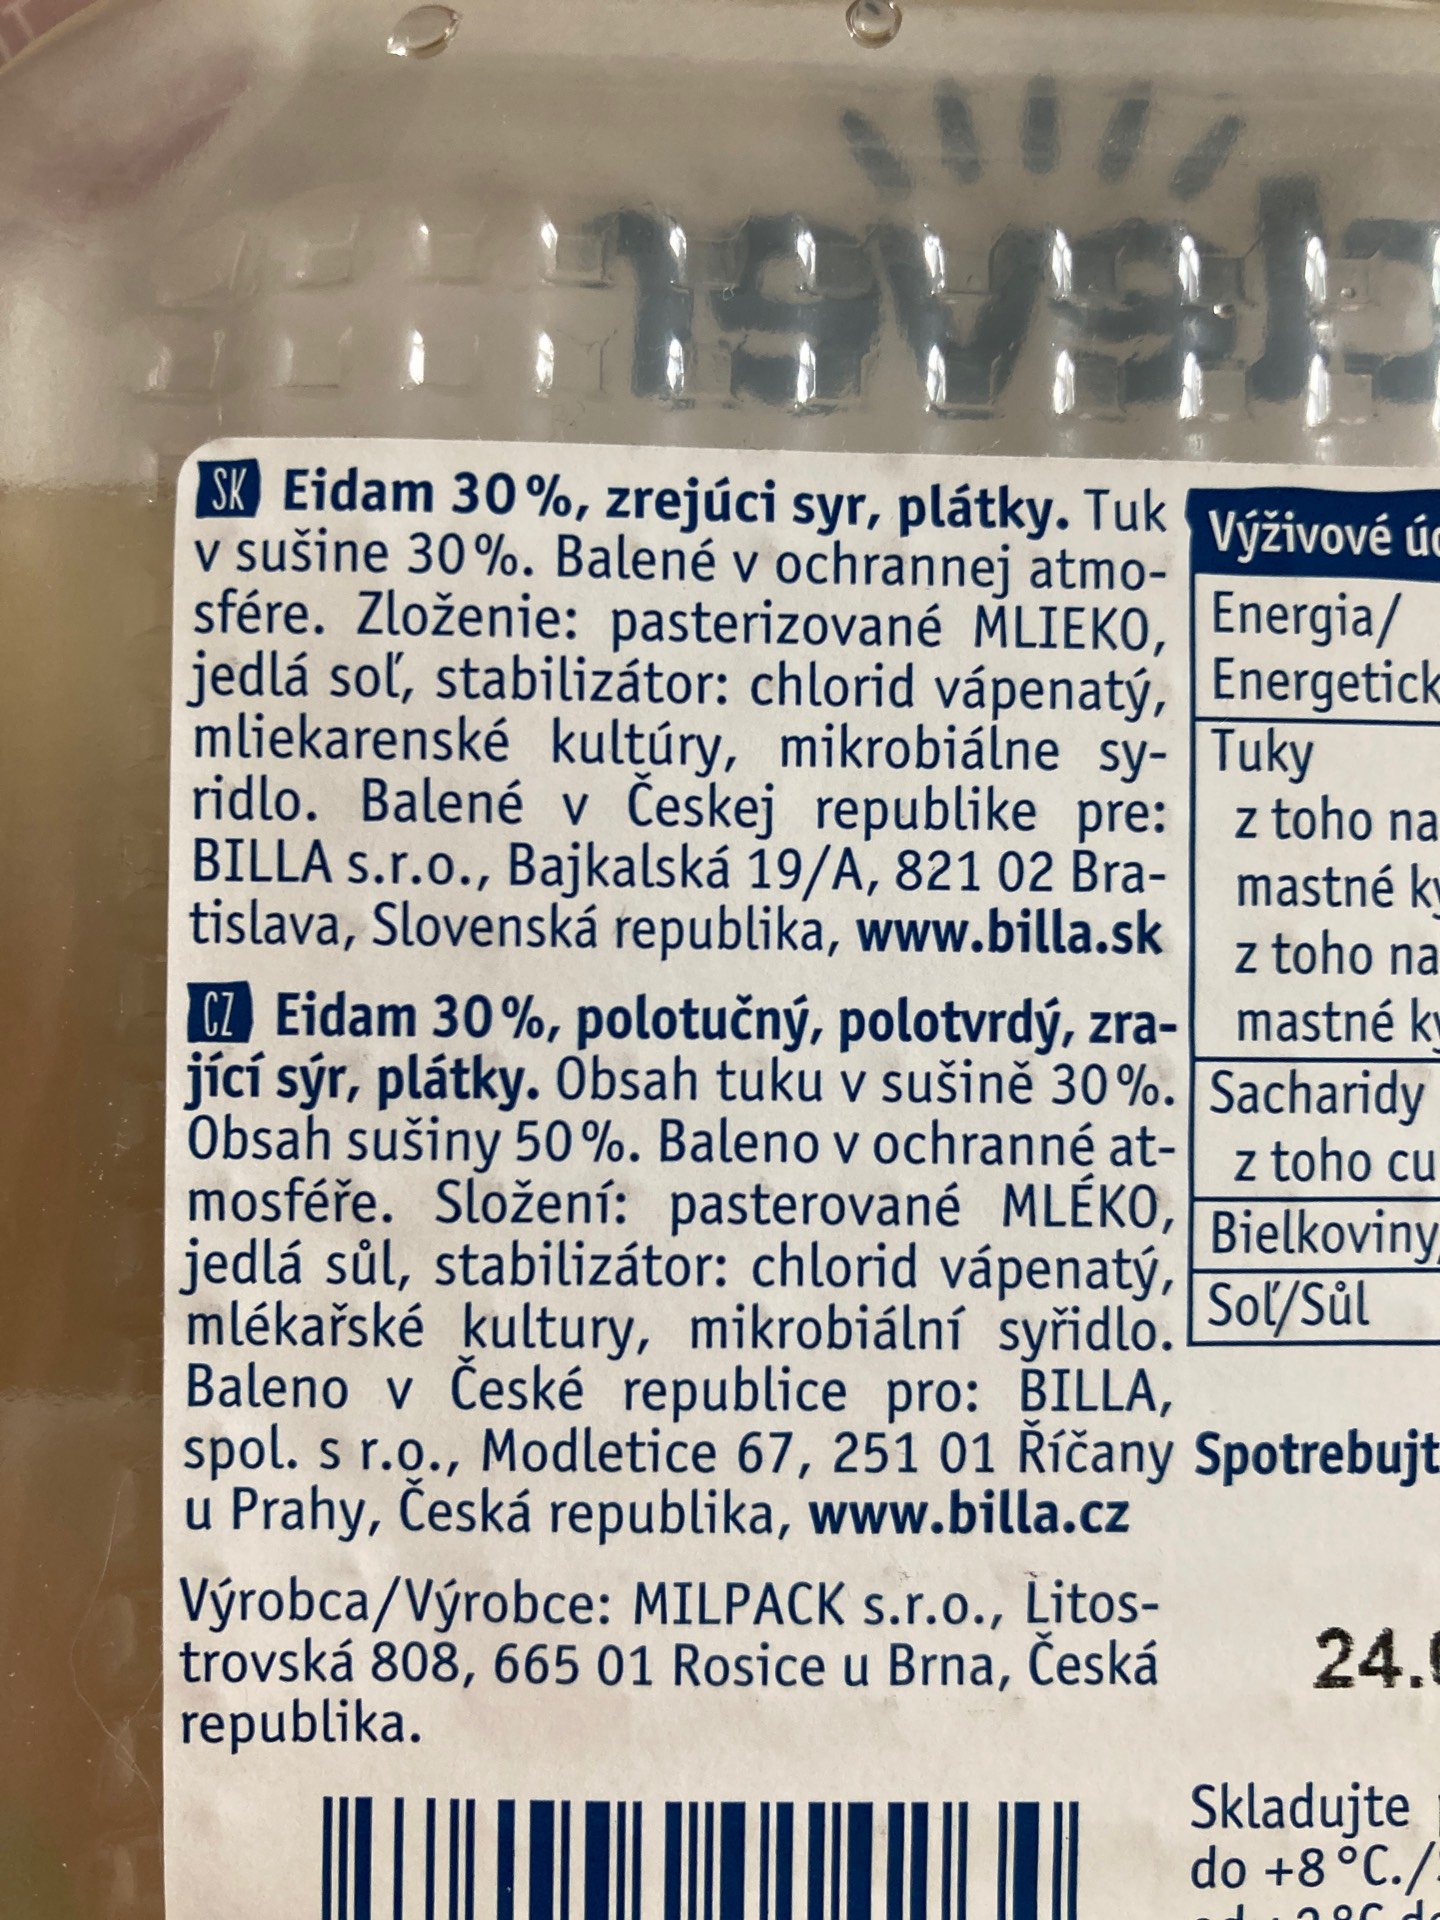 clever
SK Eidam 30%, zrejúci syr, plátky. Tuk
v sušine 30%. Balené v ochrannej atmo-
sfére. Zloženie: pasterizované MLIEKO,
jedlá soľ, stabilizátor: chlorid vápenatý,
mliekarenské kultúry, mikrobiálne sy-
ridlo. Balené v Českej republike pre:
BILLA s.r.o., Bajkalská 19/A, 821 02 Bra-
tislava, Slovenská republika, www.billa.sk
CZ Eidam 30%, polotučný, polotvrdý, zra-
jící sýr, plátky. Obsah tuku v sušině 30%.
Obsah sušiny 50%. Baleno v ochranné at-
mosféře. Složení: pasterované MLÉKO,
jedlá sůl, stabilizátor: chlorid vápenatý,
mlékařské kultury, mikrobiální syřidlo.
Baleno v České republice pro: BILLA,
spol. s r.o., Modletice 67, 251 01 Říčany
u Prahy, Česká republika, www.billa.cz
Výrobca/Výrobce: MILPACK s.r.o., Litos-
trovská 808, 665 01 Rosice u Brna, Česká
republika.
Výživové
Energia/
Energetick
Tuky
z toho na
mastné ky
z toho na
mastné ky
Sacharidy
z toho cu
Bielkoviny/
Soľ/Sůl
Spotrebujt
24.
Skladujte
do +8 °C./